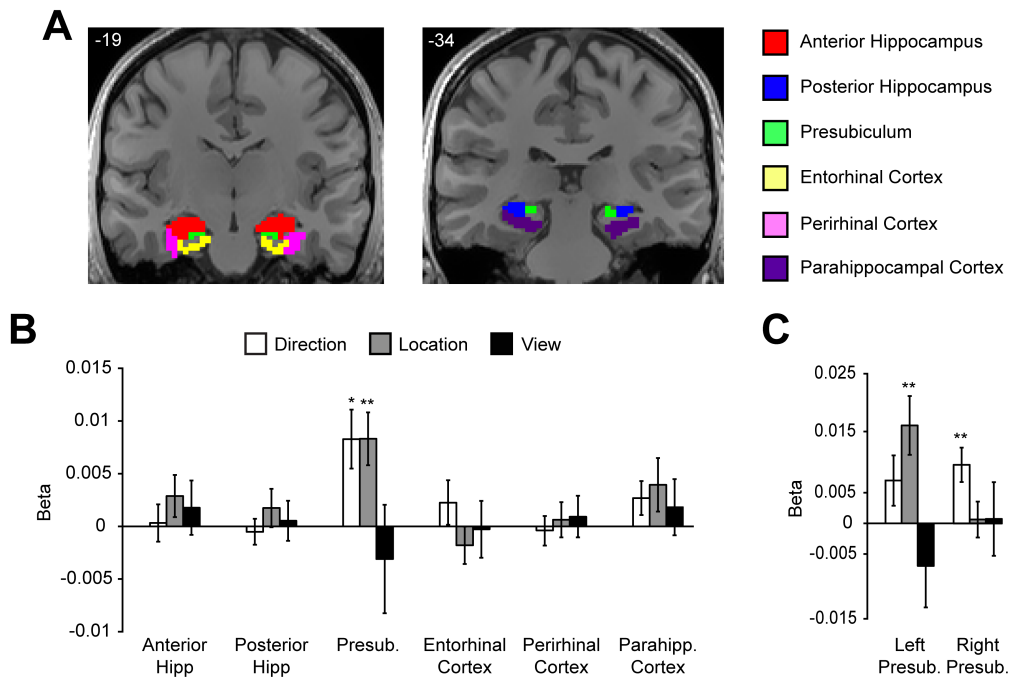 A
-19
-34
Anterior Hippocampus
Posterior Hippocampus
Presubiculum
Entorhinal Cortex
Perirhinal Cortex
Parahippocampal Cortex
B
Direction
Location
View
0.015
0.01
0.005
0
-0.005
-0.01
Beta
* **
Anterior
Hipp
Posterior
Hipp
Presub.
Entorhinal
Cortex
Perirhinal
Cortex
Parahipp.
Cortex
C
0.025
0.015
0.005
0
-0.005
-0.015
Beta
**
**
Left
Presub.
Right
Presub.